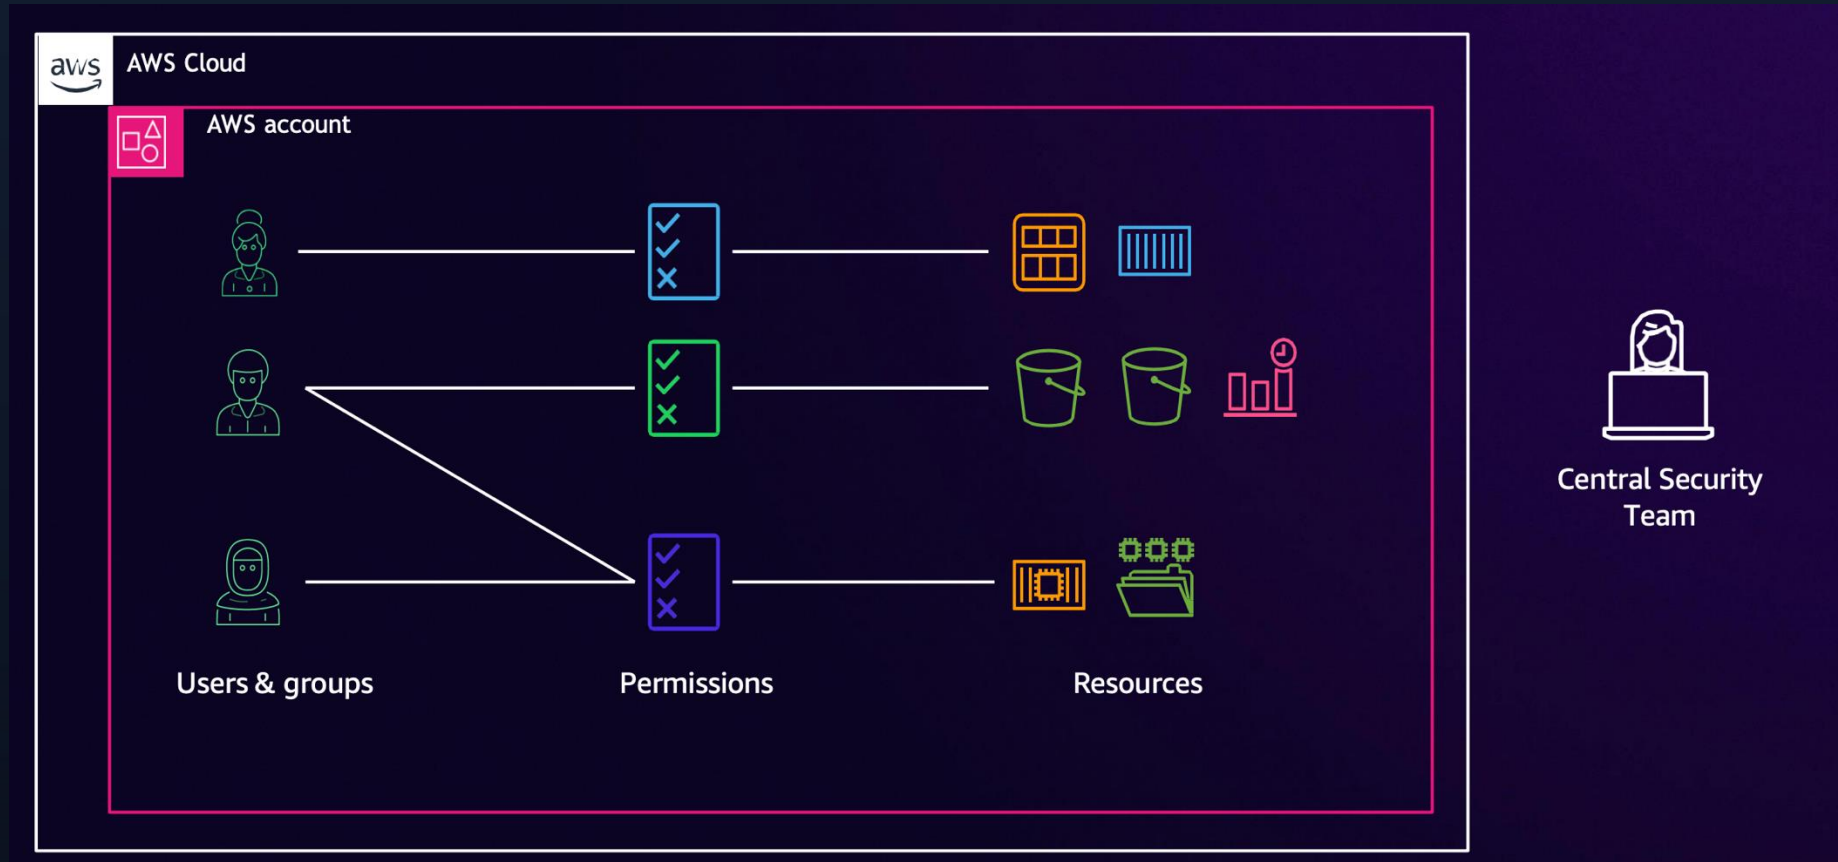 aws
AWS Cloud
AWS account
Users & groups
Permissions
Resources
Central Security
Team